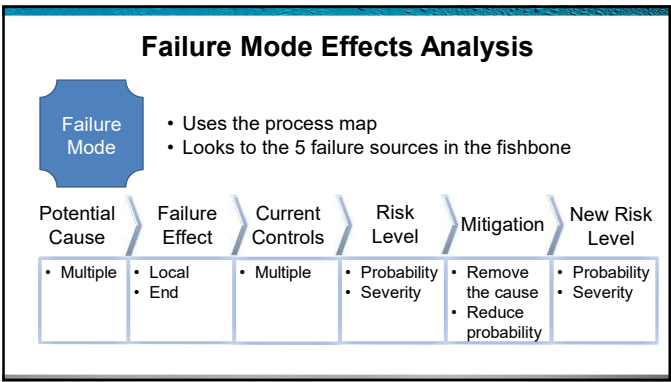 Failure Mode Effects Analysis
Failure
Mode
• Uses the process map
• Looks to the 5 failure sources in the fishbone
Potential
Cause
Failure
Effect
Current
Controls
Risk
Level
Mitigation
New Risk
Level
• Multiple
• Local
• End
• Multiple
• Probability
• Severity
• Remove
the cause
• Reduce
probability
• Probability
• Severity